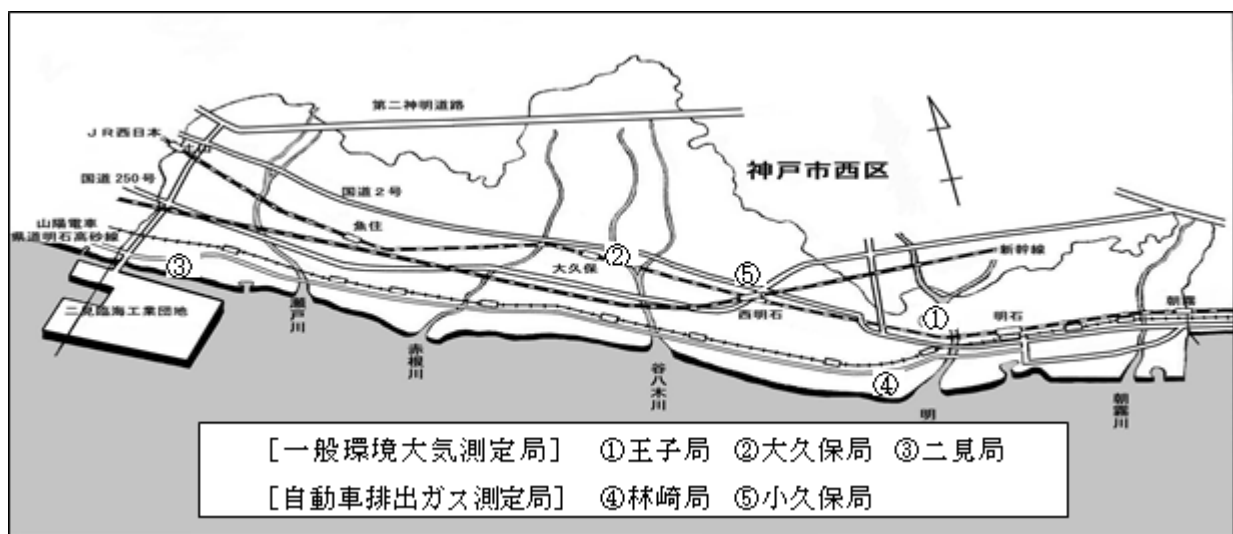 第二神明道路
JR西日本
神戸市西区
国道250号
国道2号
山陽電車
県道明石高砂線
魚住
新幹線
③
大久保
②
⑤
西明石
①
明石
朝霧
二見臨海工業団地
瀬戸川
赤根川
谷八木川
④
明
朝霧川
[一般環境大気測定局] ①王子局 ②大久保局 ③二見局
[自動車排出ガス測定局] ④林崎局 ⑤小久保局